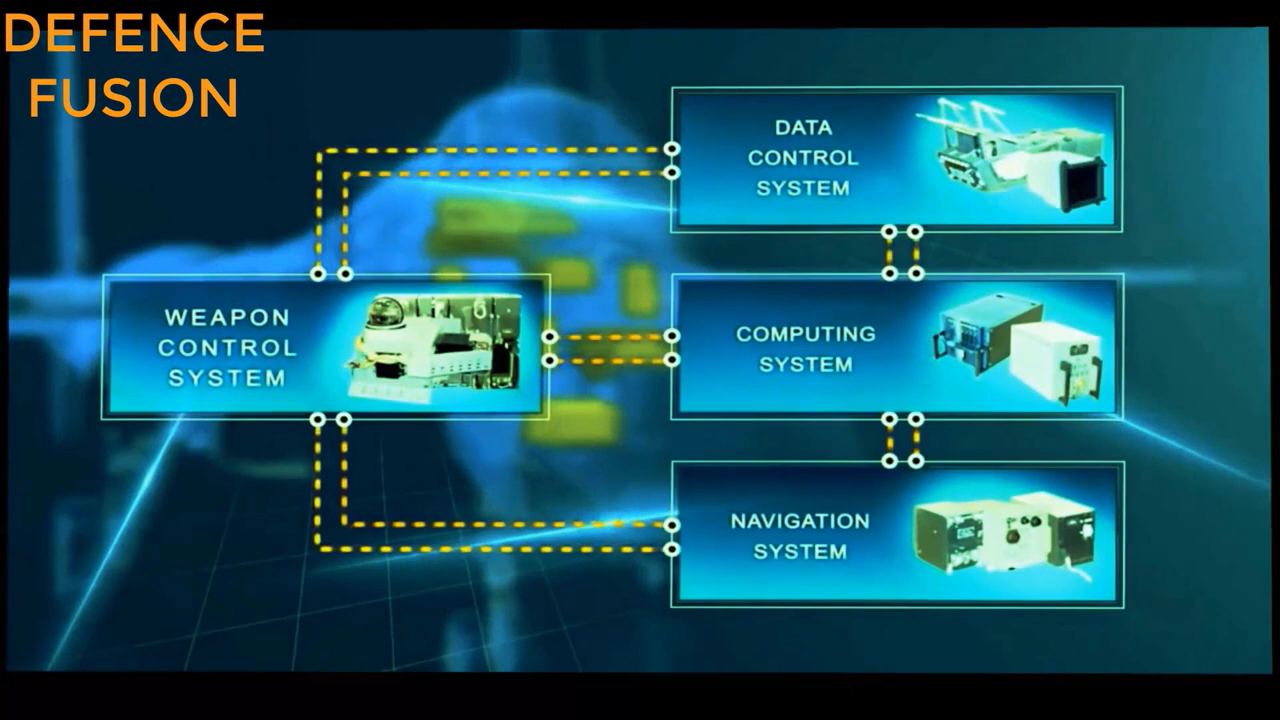 DEFENCE
FUSION
DATA
CONTROL
SYSTEM
WEAPON
CONTROL
SYSTEM
COMPUTING
SYSTEM
NAVIGATION
SYSTEM